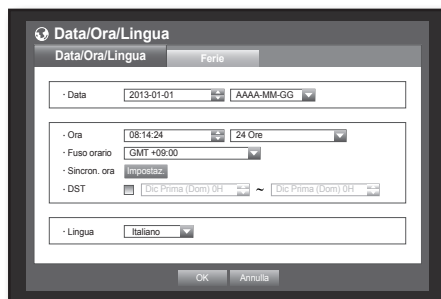 Data/Ora/Lingua
Data/Ora/Lingua Ferie
· Data 2013-01-01 AAAA-MM-GG
· Ora 08:14:24 24 Ore
· Fuso orario GMT +09:00
· Sincron. ora Impostaz.
· DST Dic Prima (Dom) 0H ~ Dic Prima (Dom) 0H
· Lingua Italiano
OK Annulla